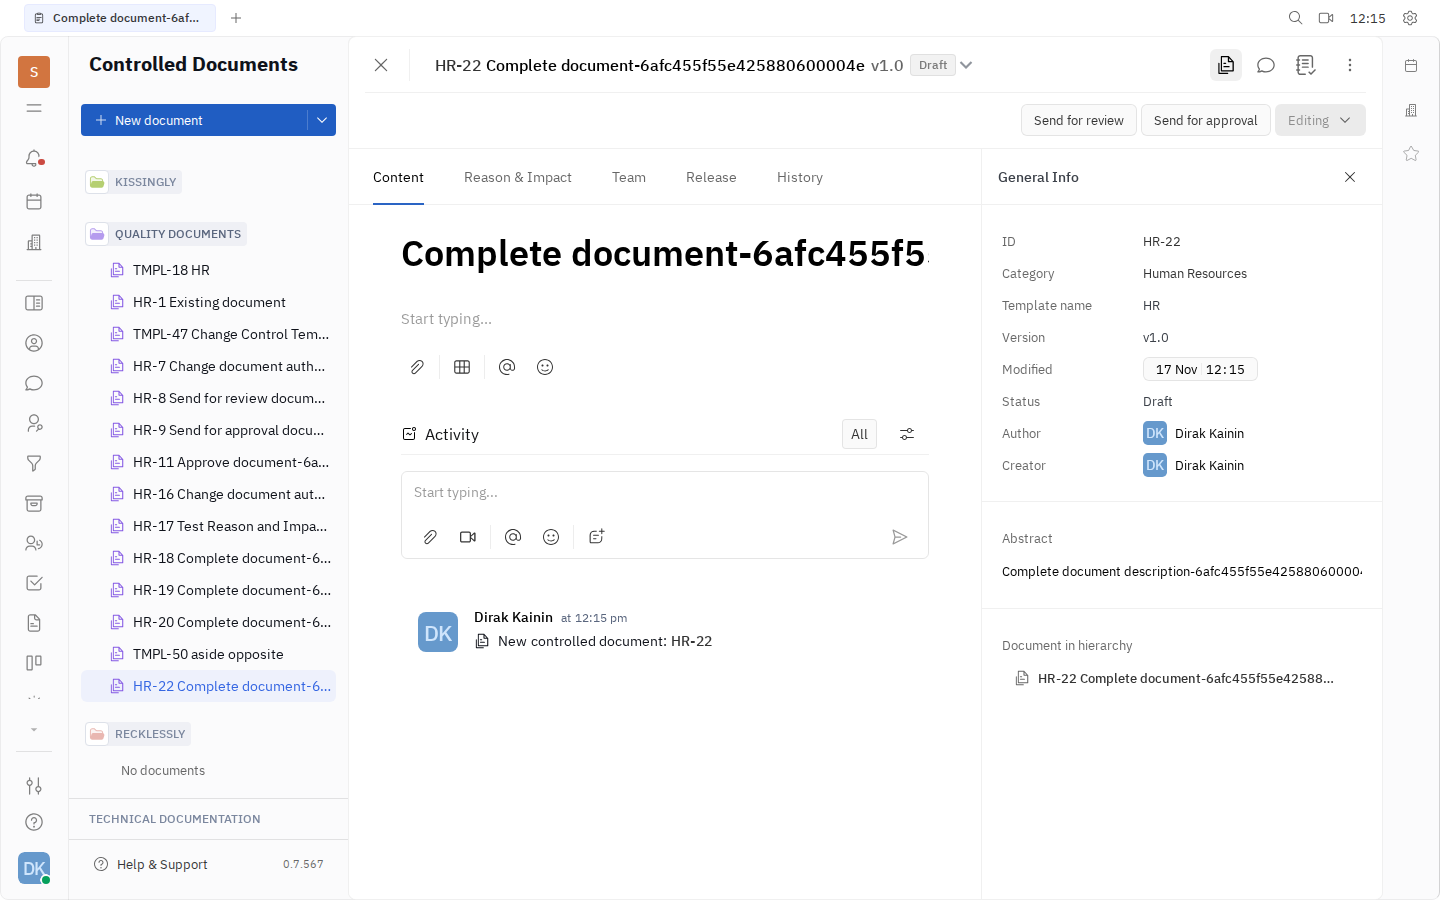 Complete document-6af...
12:15
S
Controlled Documents
New document
KISSINGLY
QUALITY DOCUMENTS
TMPL-18 HR
HR-1 Existing document
TMPL-47 Change Control Tem...
HR-7 Change document auth...
HR-8 Send for review docum...
HR-9 Send for approval docu...
HR-11 Approve document-6a...
HR-16 Change document aut...
HR-17 Test Reason and Impa...
HR-18 Complete document-6...
HR-19 Complete document-6...
HR-20 Complete document-6...
TMPL-50 aside opposite
HR-22 Complete document-6...
RECKLESSLY
No documents
TECHNICAL DOCUMENTATION
Help & Support 0.7.567
DK
HR-22 Complete document-6afc455f55e425880600004e v1.0 Draft
Send for review Send for approval Editing
Content Reason & Impact Team Release History
Complete document-6afc455f5
Start typing...
Activity All
Start typing...
DK
Dirak Kainin at 12:15 pm
New controlled document: HR-22
General Info
ID HR-22
Category Human Resources
Template name HR
Version v1.0
Modified 17 Nov 12:15
Status Draft
Author DK Dirak Kainin
Creator DK Dirak Kainin
Abstract
Complete document description-6afc455f55e425880600004
Document in hierarchy
HR-22 Complete document-6afc455f55e42588...